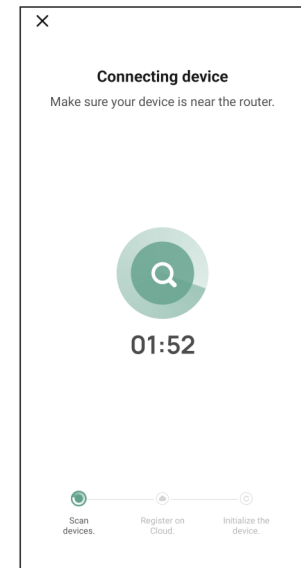 Connecting device
Make sure your device is near the router.
01:52
Scan
devices.
Register on
Cloud.
Initialize the
device.